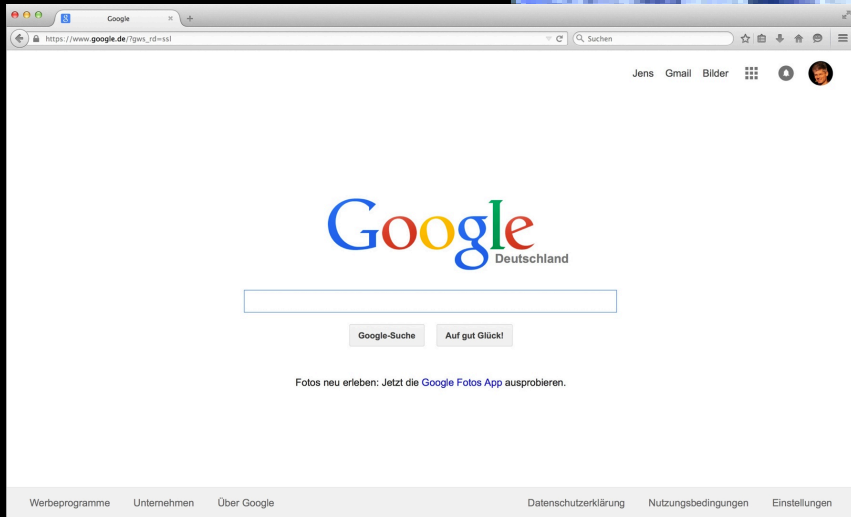 Google
https://www.google.de/?gws_rd=ssl
Suchen
Jens Gmail Bilder
Google
Deutschland
Google-Suche Auf gut Glück!
Fotos neu erleben: Jetzt die Google Fotos App ausprobieren.
Werbeprogramme Unternehmen Über Google Datenschutzerklärung Nutzungsbedingungen Einstellungen